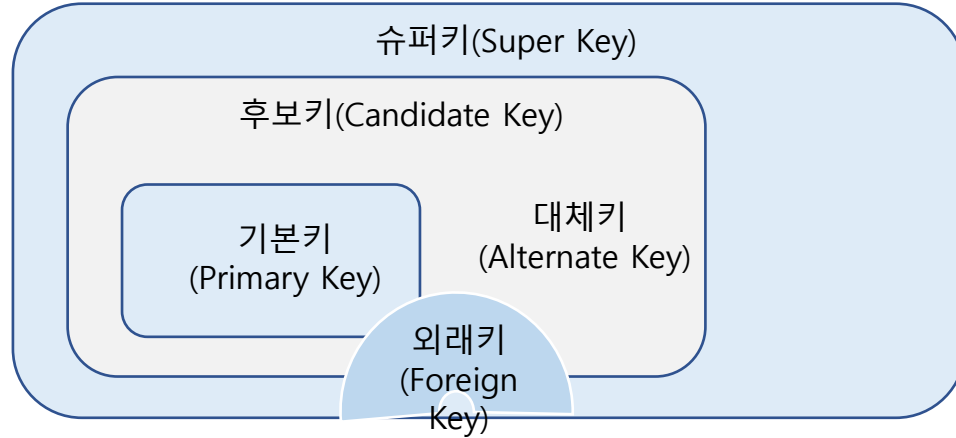 슈퍼키(Super Key)
후보키(Candidate Key)
기본키
(Primary Key)
대체키
(Alternate Key)
외래키
(Foreign
Key)